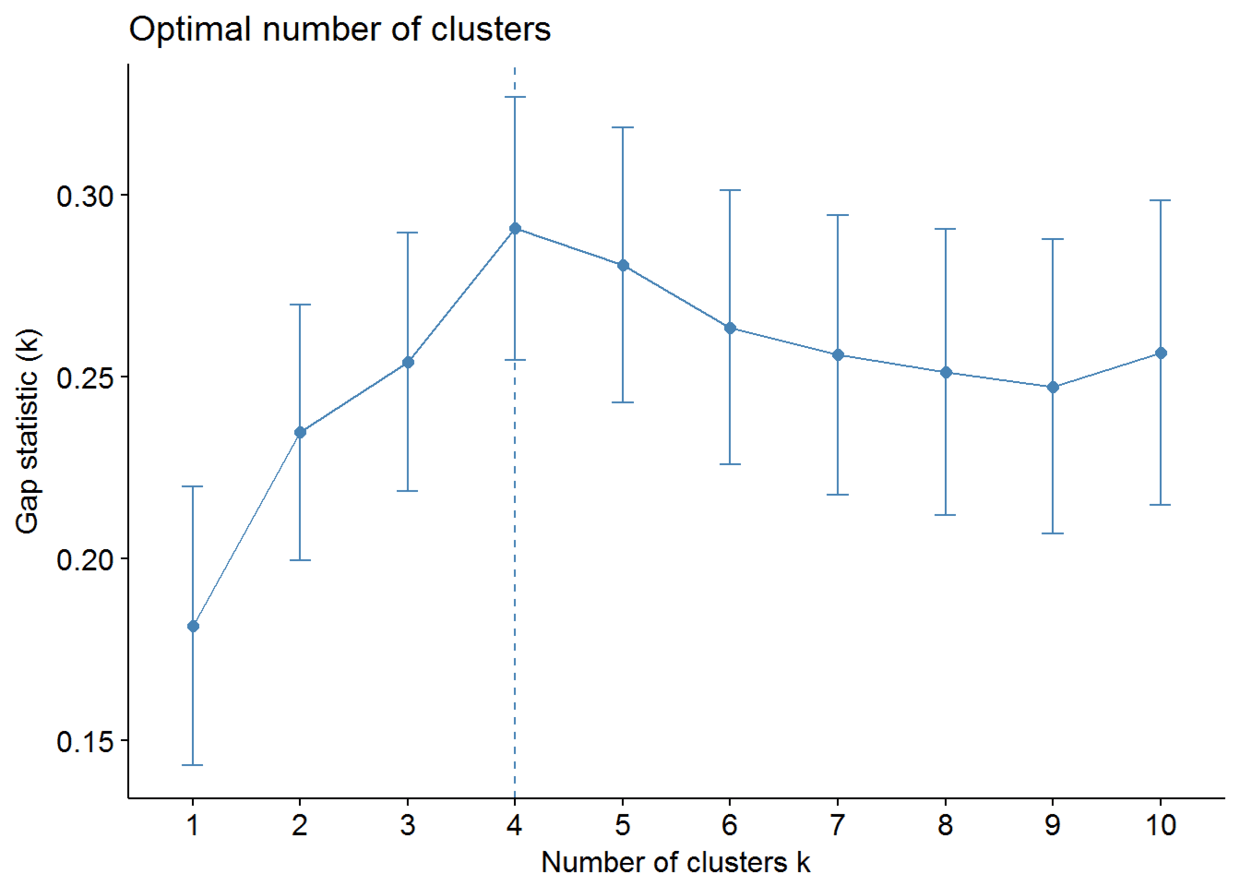 Optimal number of clusters
Gap statistic (k)
0.30
0.25
0.20
0.15
1 2 3 4 5 6 7 8 9 10
Number of clusters k